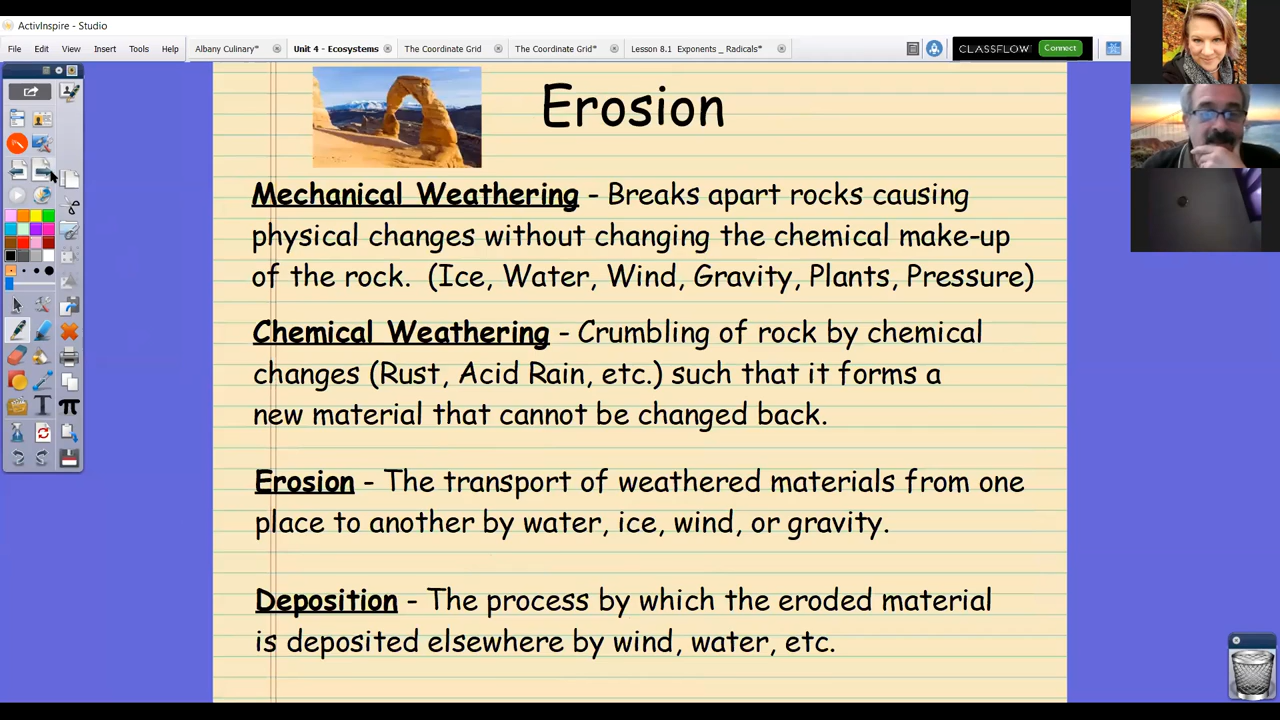 ActivInspire - Studio
File Edit View Insert Tools Help Albany Culinary* Unit 4 - Ecosystems The Coordinate Grid The Coordinate Grid* Lesson 8.1 Exponents _ Radicals* CLASSFLOW Connect
Erosion
Mechanical Weathering - Breaks apart rocks causing
physical changes without changing the chemical make-up
of the rock. (Ice, Water, Wind, Gravity, Plants, Pressure)
Chemical Weathering - Crumbling of rock by chemical
changes (Rust, Acid Rain, etc.) such that it forms a
new material that cannot be changed back.
Erosion - The transport of weathered materials from one
place to another by water, ice, wind, or gravity.
Deposition - The process by which the eroded material
is deposited elsewhere by wind, water, etc.